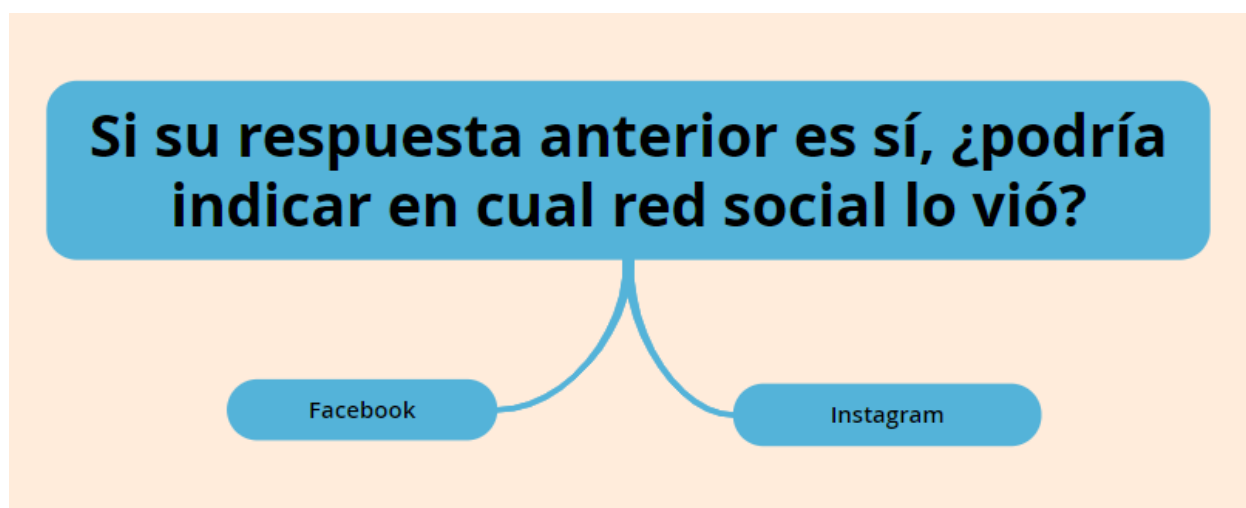 Si su respuesta anterior es sí, ¿podría
indicar en cual red social lo vió?
Facebook
Instagram